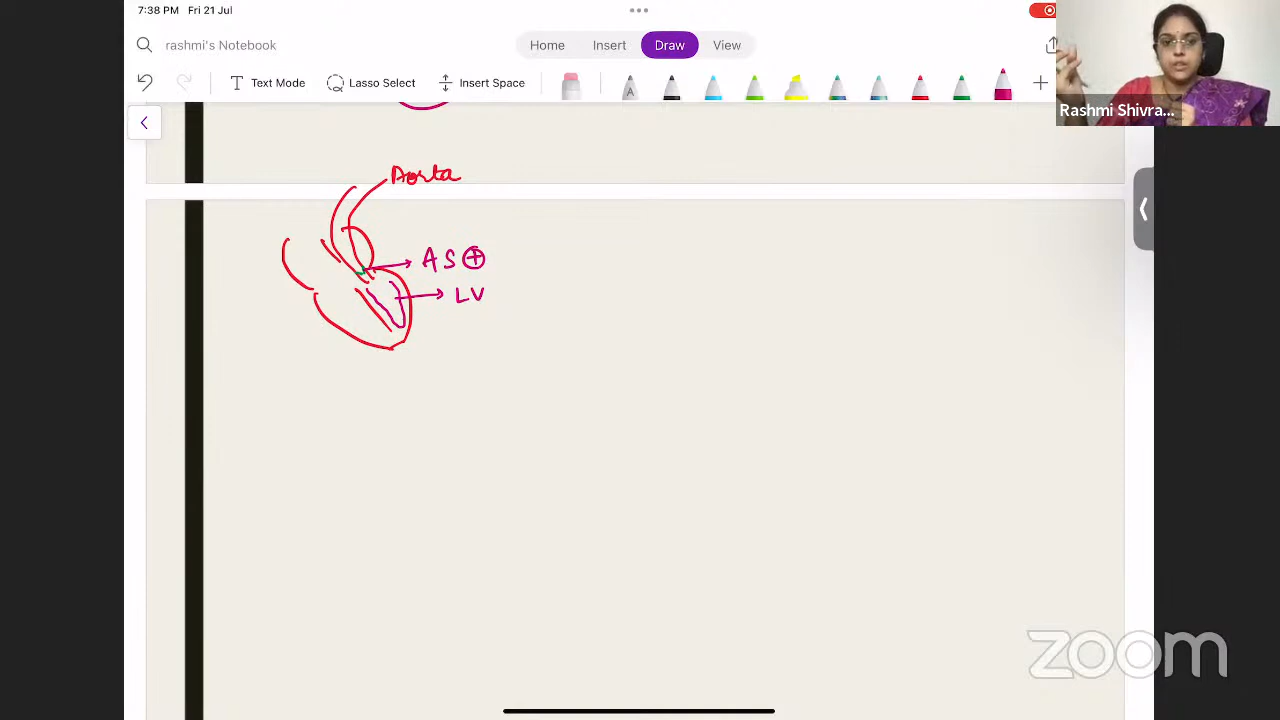 7:38 PM Fri 21 Jul
rashmi's Notebook
Home Insert Draw View
Text Mode Lasso Select Insert Space
A
Rashmi Shivra...
Aorta
AS⊕
LV
zoom